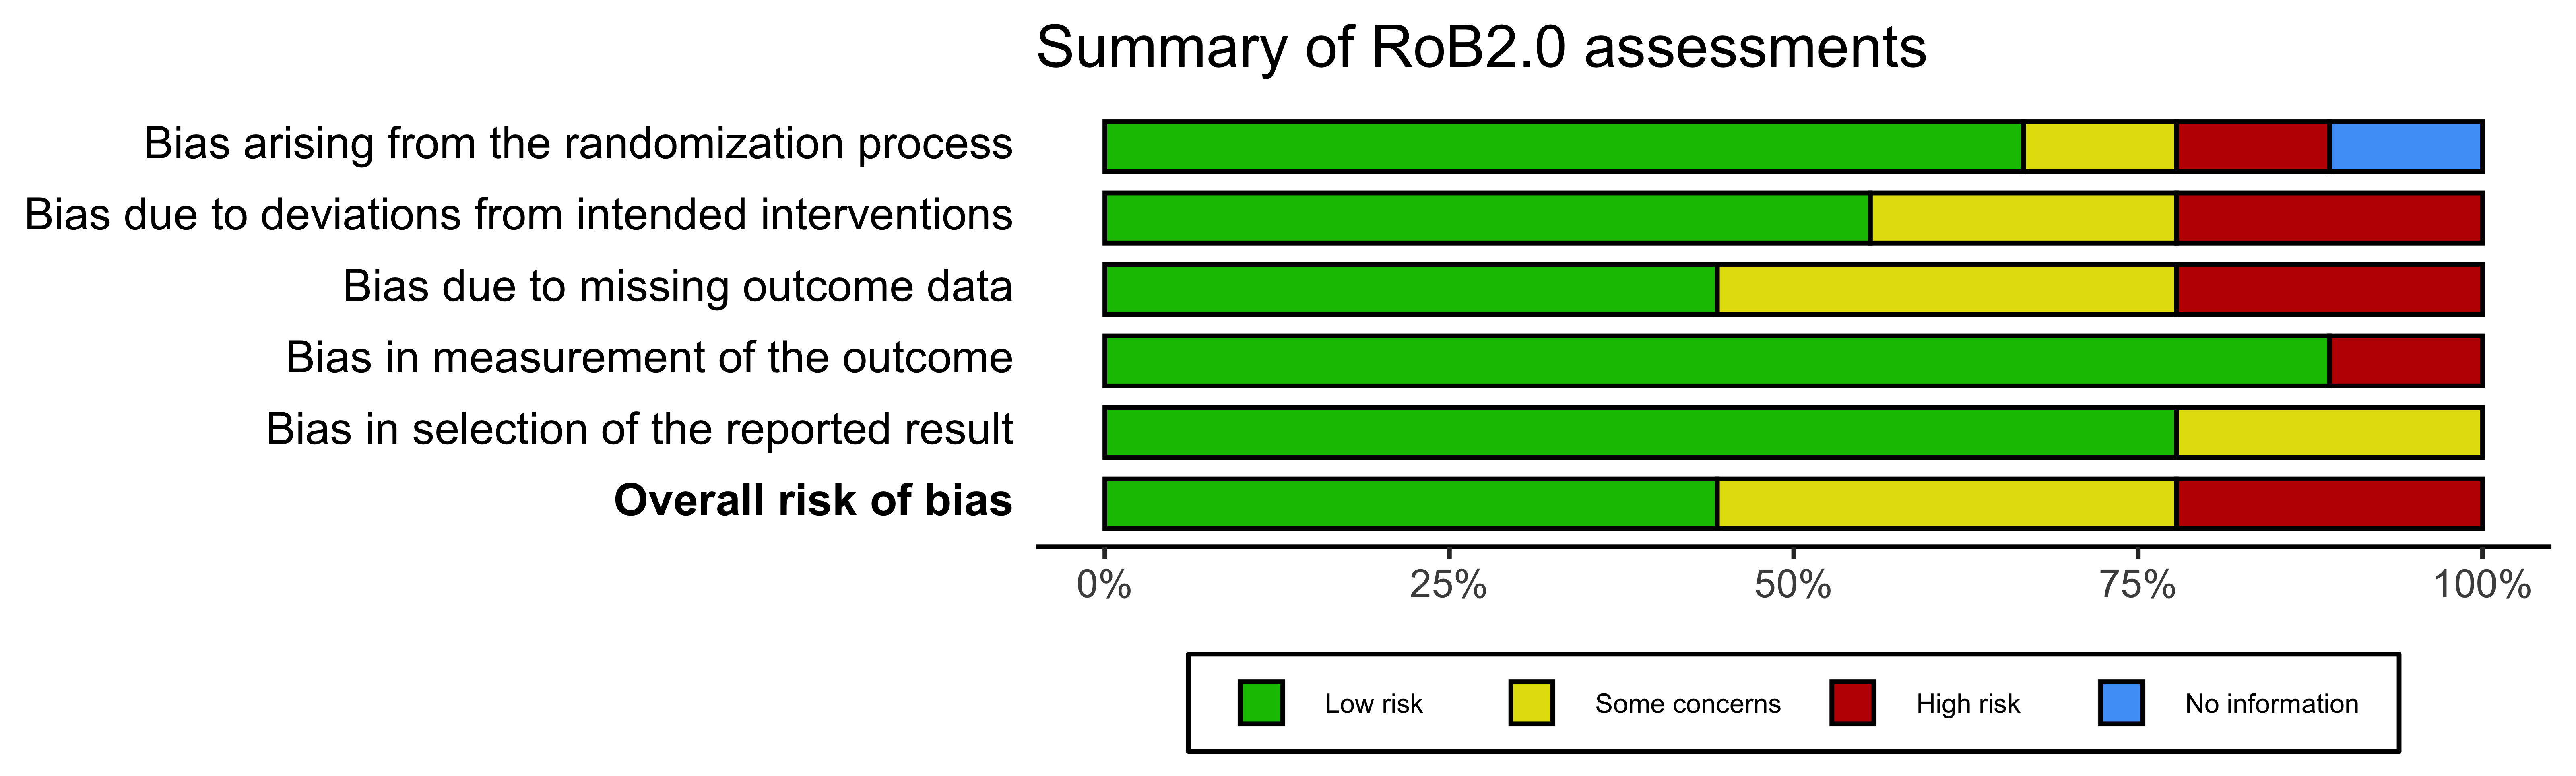 Summary of RoB2.0 assessments
Bias arising from the randomization process
Bias due to deviations from intended interventions
Bias due to missing outcome data
Bias in measurement of the outcome
Bias in selection of the reported result
Overall risk of bias
0% 25% 50% 75% 100%
Low risk Some concerns High risk No information